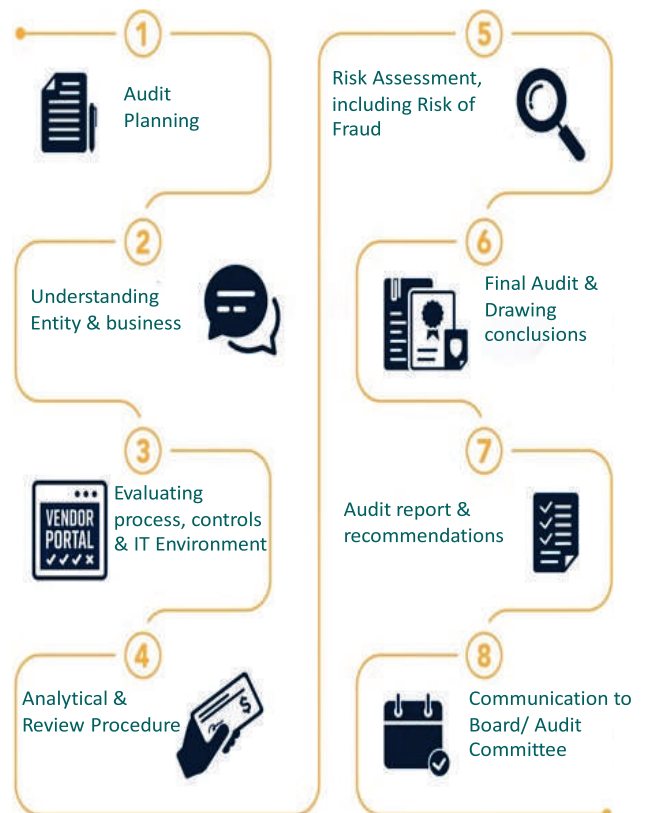 1
Audit
Planning
2
Understanding
Entity & business
3
VENDOR
PORTAL
Evaluating
process, controls
& IT Environment
4
Analytical &
Review Procedure
$
5
Risk Assessment,
including Risk of
Fraud
6
Final Audit &
Drawing
conclusions
7
Audit report &
recommendations
8
Communication to
Board/ Audit
Committee